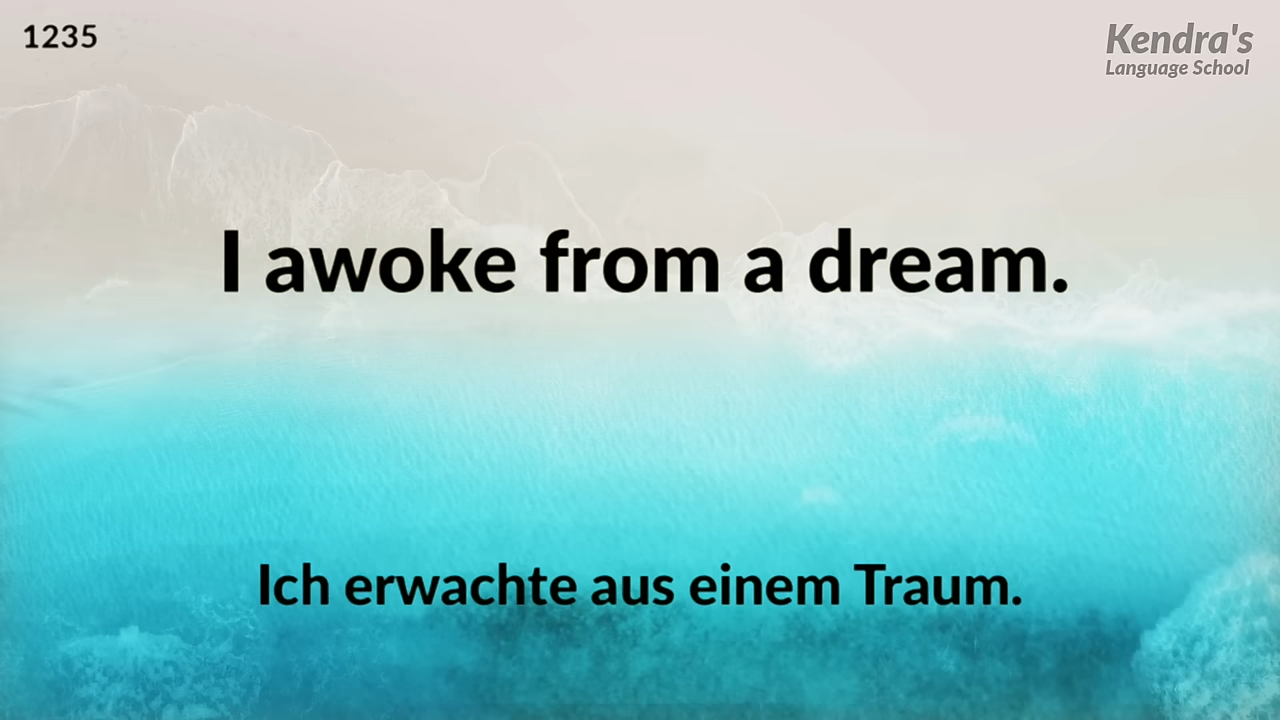 1235
Kendra's
Language School
I awoke from a dream.
Ich erwachte aus einem Traum.